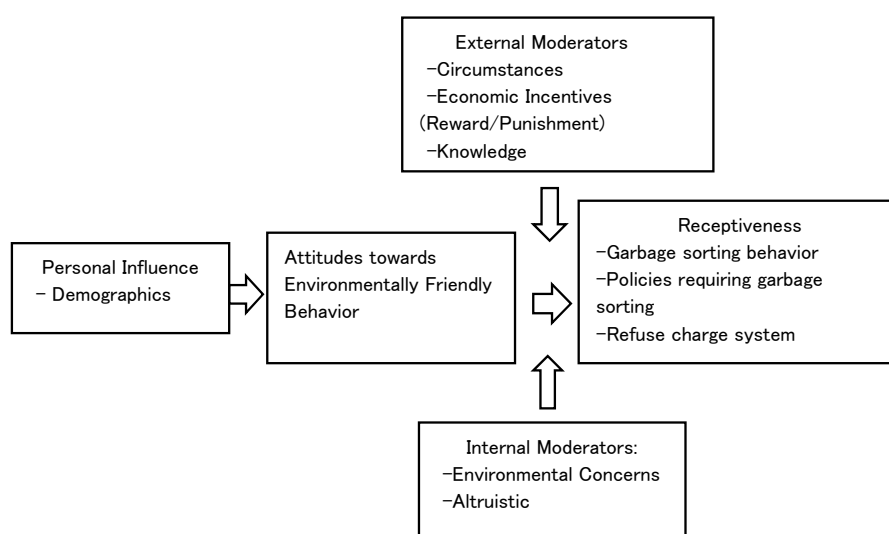 External Moderators
-Circumstances
-Economic Incentives
(Reward/Punishment)
-Knowledge
Personal Influence
- Demographics
Attitudes towards
Environmentally Friendly
Behavior
Receptiveness
-Garbage sorting behavior
-Policies requiring garbage
sorting
-Refuse charge system
Internal Moderators:
-Environmental Concerns
-Altruistic